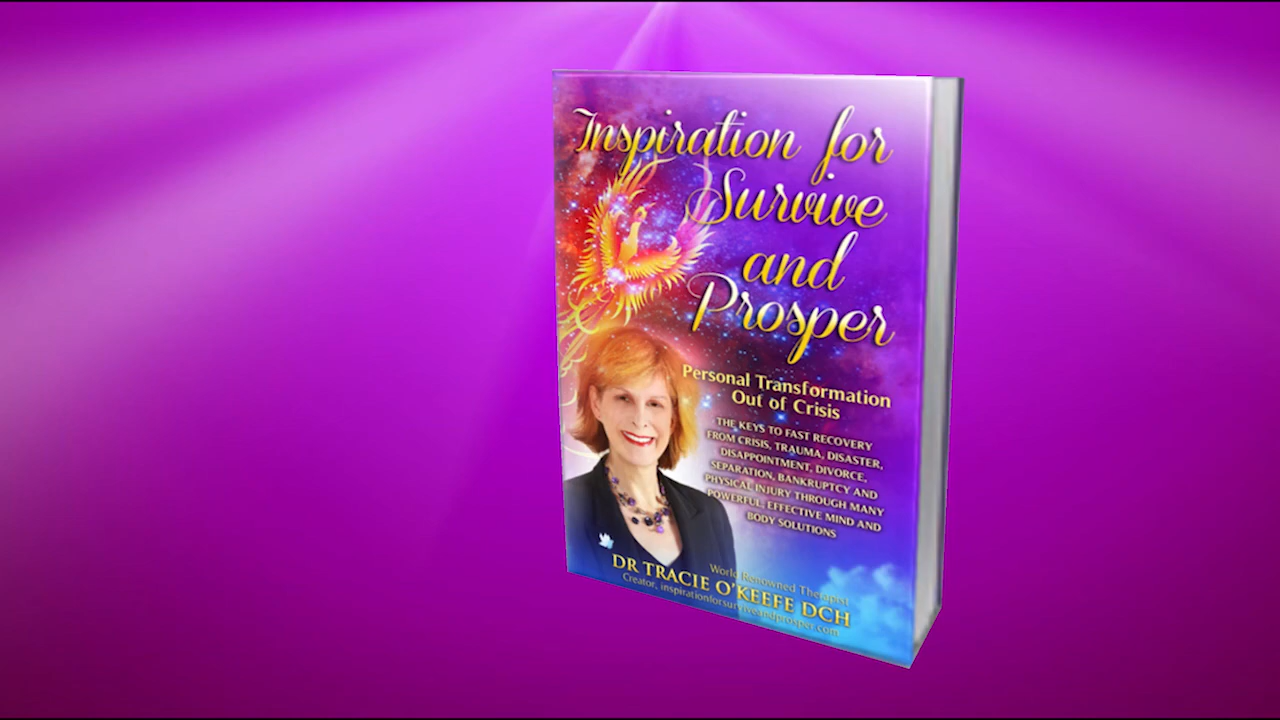 Inspiration for
Survive
and
Prosper
Personal Transformation
Out of Crisis
THE KEYS TO FAST RECOVERY
FROM CRISIS, TRAUMA, DISASTER,
DISAPPOINTMENT, DIVORCE,
SEPARATION, BANKRUPTCY AND
PHYSICAL INJURY THROUGH MANY
POWERFUL, EFFECTIVE MIND AND
BODY SOLUTIONS
World Renowned Therapist
DR TRACIE O'KEEFE DCH
Creator, inspirationforsurviveandprosper.com